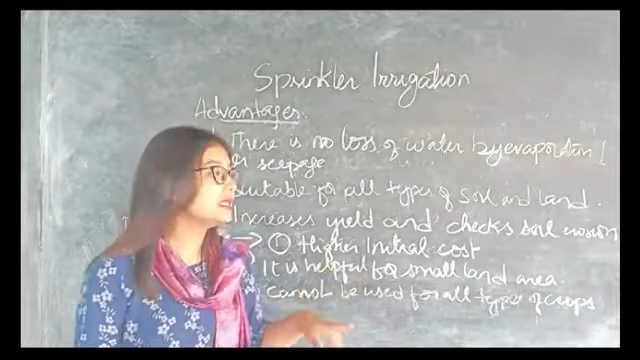 Sprinkler Irrigation
Advantages
There is no loss of water by evaporation /
or seepage
suitable for all types of soil and land.
Increases yield and checks soil erosion
→ ① Higher Initial cost
It is helpful for small land area.
cannot be used for all types of crops